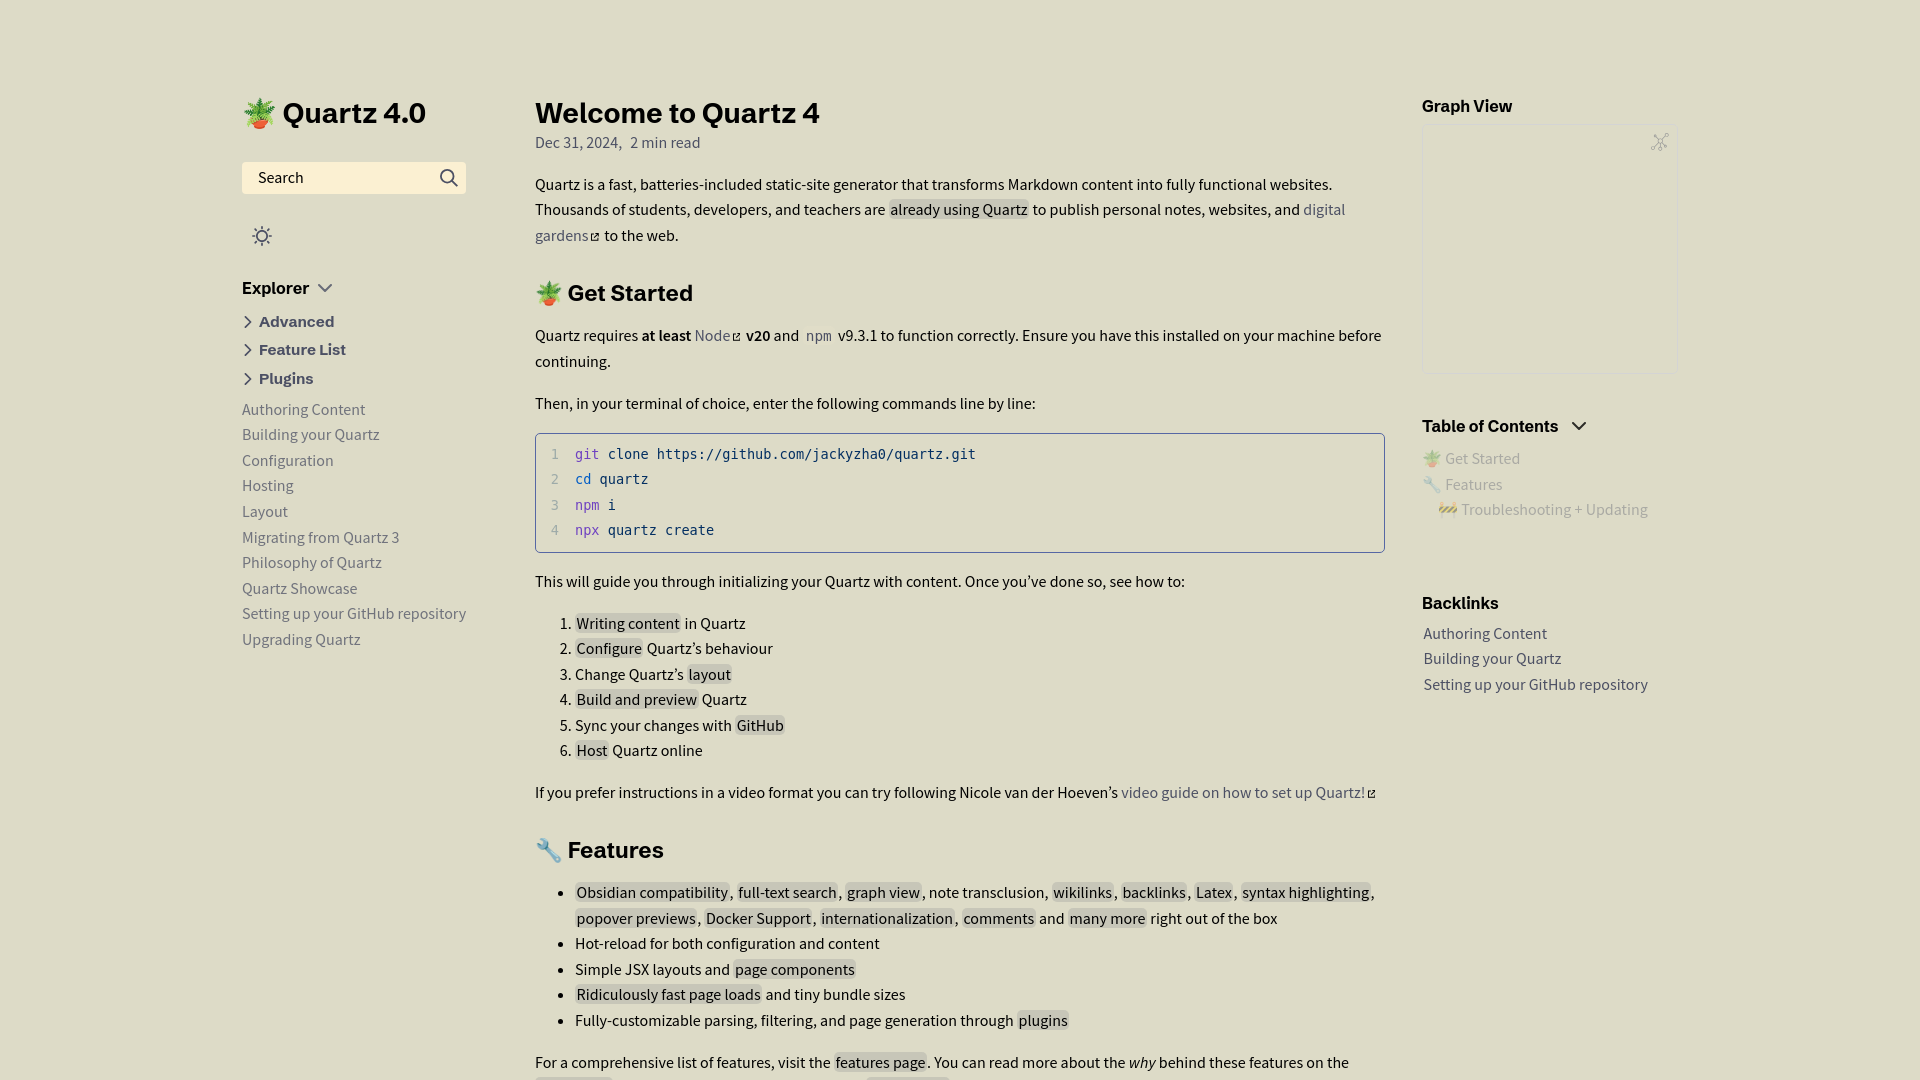 🪴 Quartz 4.0
Search
Explorer
Advanced
Feature List
Plugins
Authoring Content
Building your Quartz
Configuration
Hosting
Layout
Migrating from Quartz 3
Philosophy of Quartz
Quartz Showcase
Setting up your GitHub repository
Upgrading Quartz
Welcome to Quartz 4
Dec 31, 2024, 2 min read
Quartz is a fast, batteries-included static-site generator that transforms Markdown content into fully functional websites.
Thousands of students, developers, and teachers are already using Quartz to publish personal notes, websites, and digital
gardens to the web.
🪴 Get Started
Quartz requires at least Node v20 and npm v9.3.1 to function correctly. Ensure you have this installed on your machine before
continuing.
Then, in your terminal of choice, enter the following commands line by line:
1 git clone https://github.com/jackyzha0/quartz.git
2 cd quartz
3 npm i
4 npx quartz create
This will guide you through initializing your Quartz with content. Once you’ve done so, see how to:
1. Writing content in Quartz
2. Configure Quartz’s behaviour
3. Change Quartz’s layout
4. Build and preview Quartz
5. Sync your changes with GitHub
6. Host Quartz online
If you prefer instructions in a video format you can try following Nicole van der Hoeven’s video guide on how to set up Quartz!
🔧 Features
• Obsidian compatibility, full-text search, graph view, note transclusion, wikilinks, backlinks, Latex, syntax highlighting,
popover previews, Docker Support, internationalization, comments and many more right out of the box
• Hot-reload for both configuration and content
• Simple JSX layouts and page components
• Ridiculously fast page loads and tiny bundle sizes
• Fully-customizable parsing, filtering, and page generation through plugins
For a comprehensive list of features, visit the features page. You can read more about the why behind these features on the
Graph View
Table of Contents
🪴 Get Started
🔧 Features
🚧 Troubleshooting + Updating
Backlinks
Authoring Content
Building your Quartz
Setting up your GitHub repository